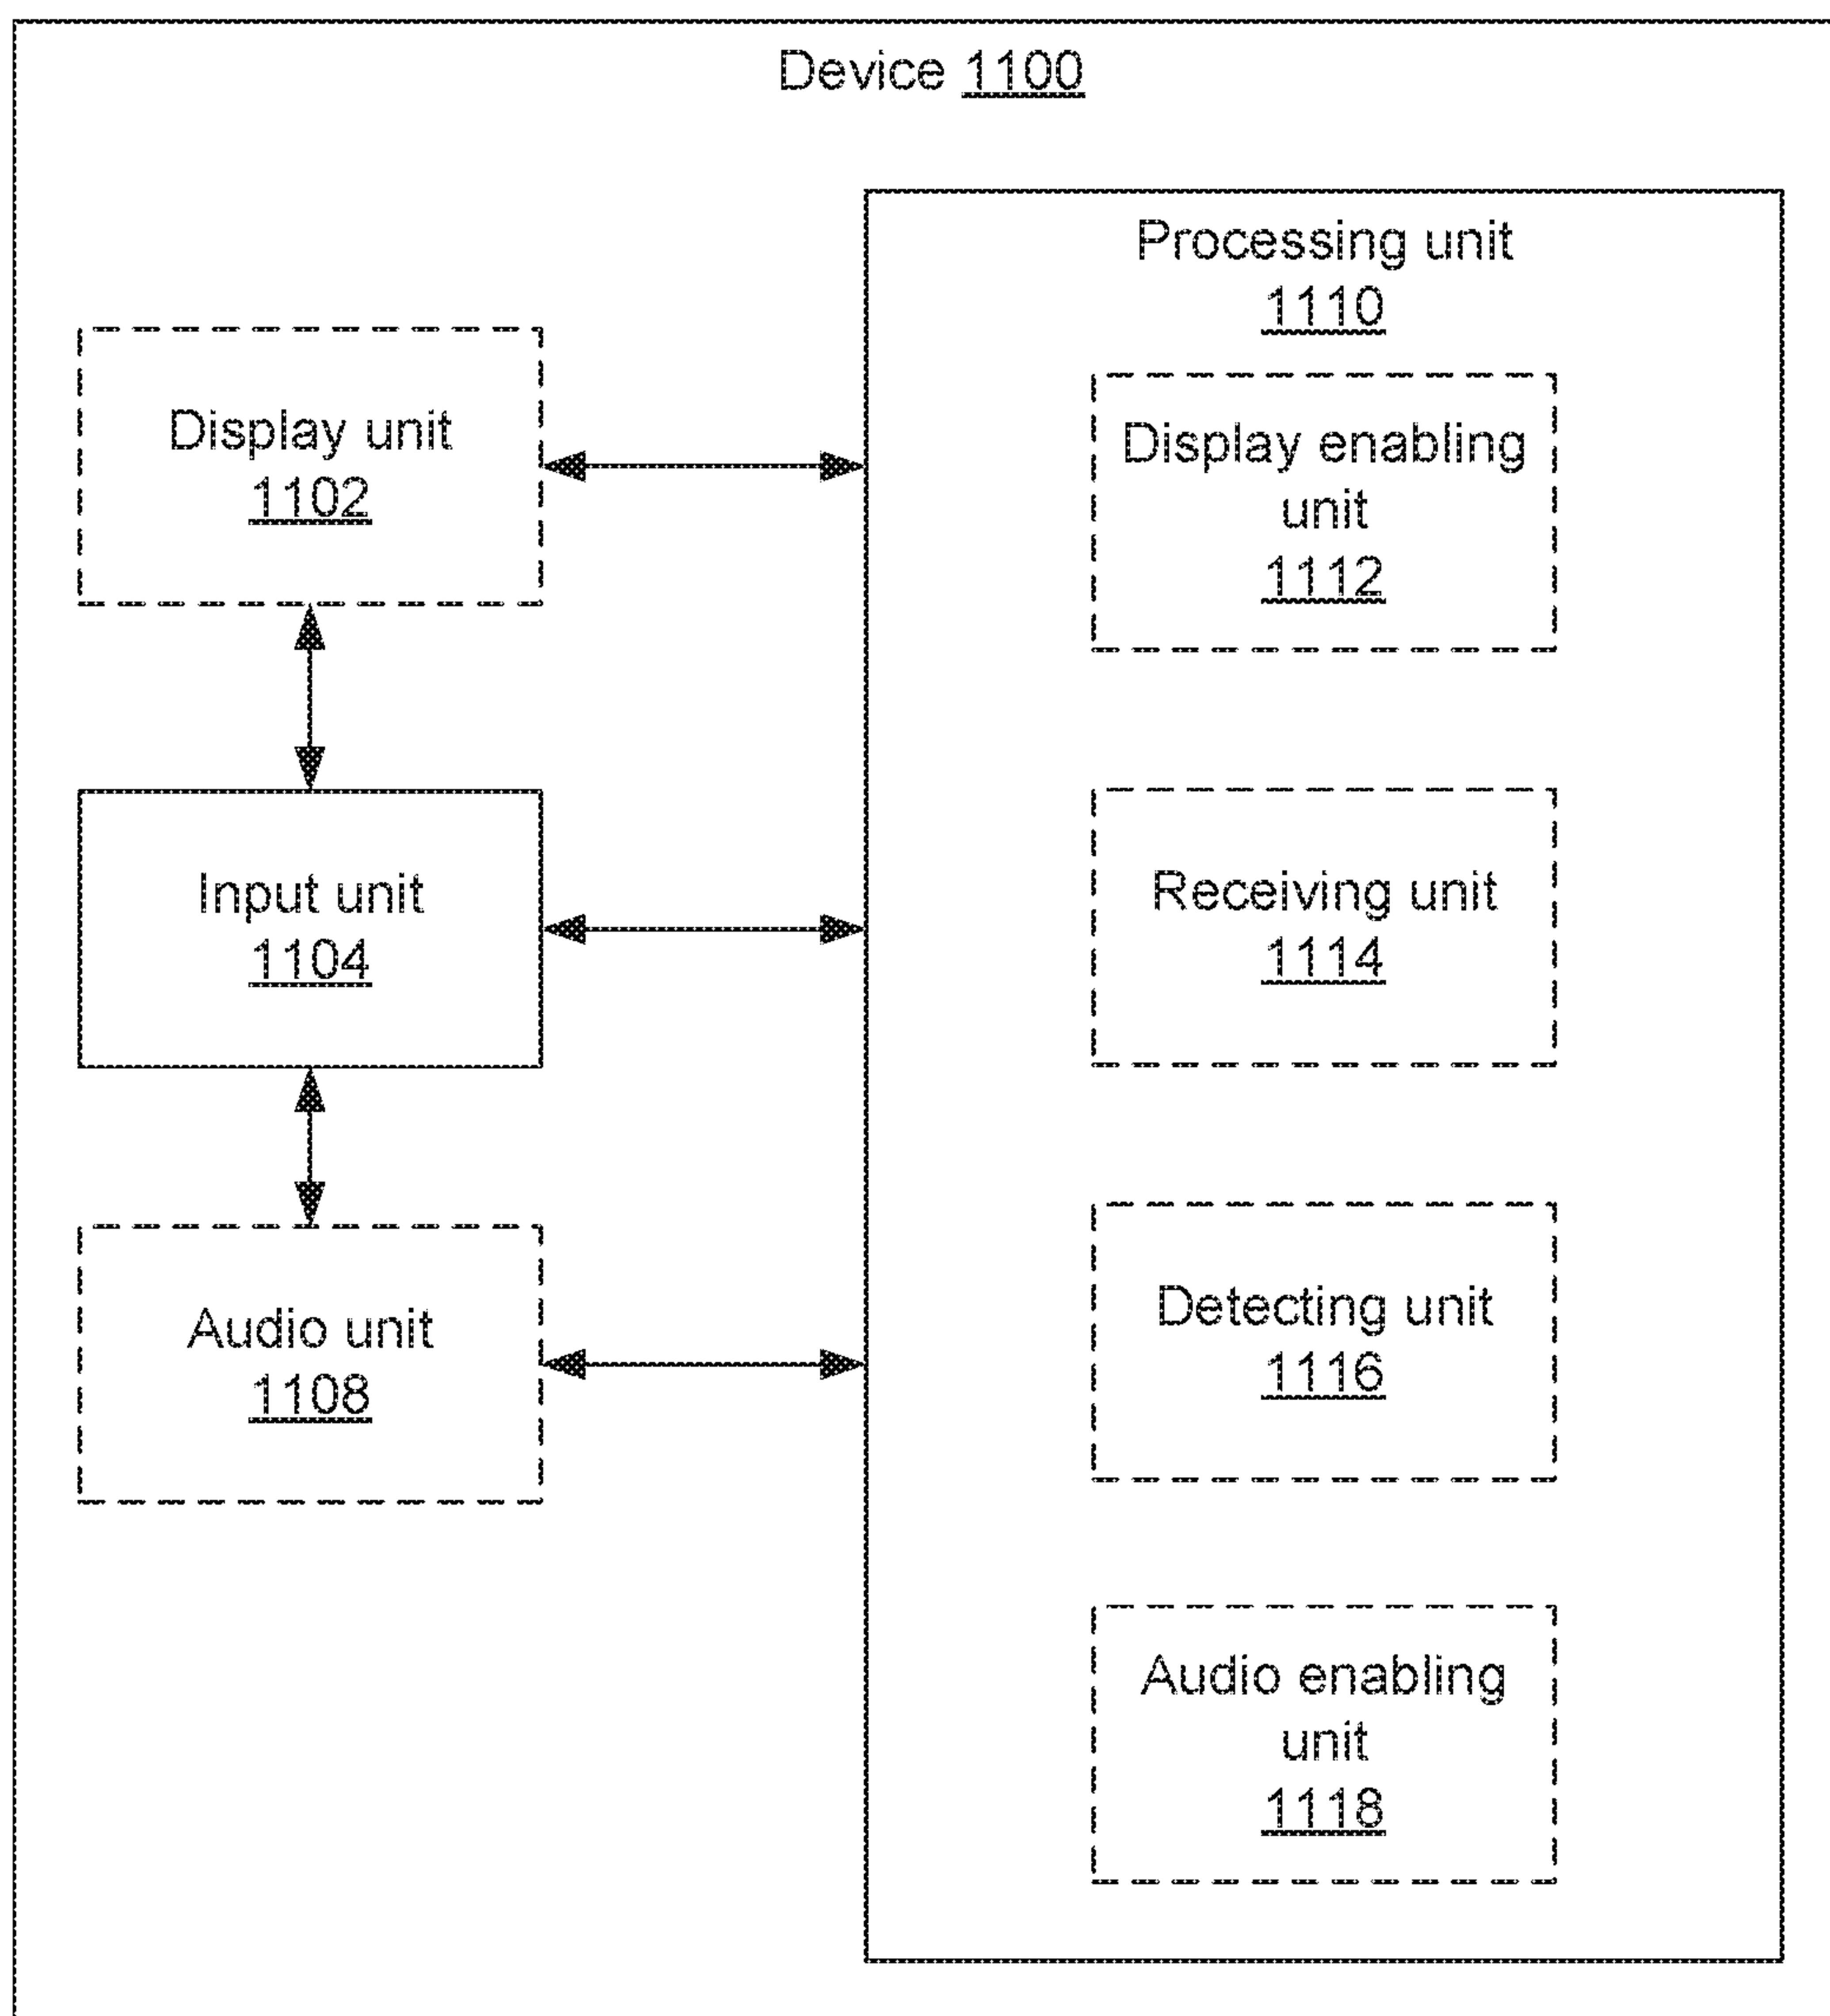 Device 1100
Processing unit
1110
Display unit
1102
Display enabling
unit
1112
Input unit
1104
Receiving unit
1114
Audio unit
1108
Detecting unit
1116
Audio enabling
unit
1118